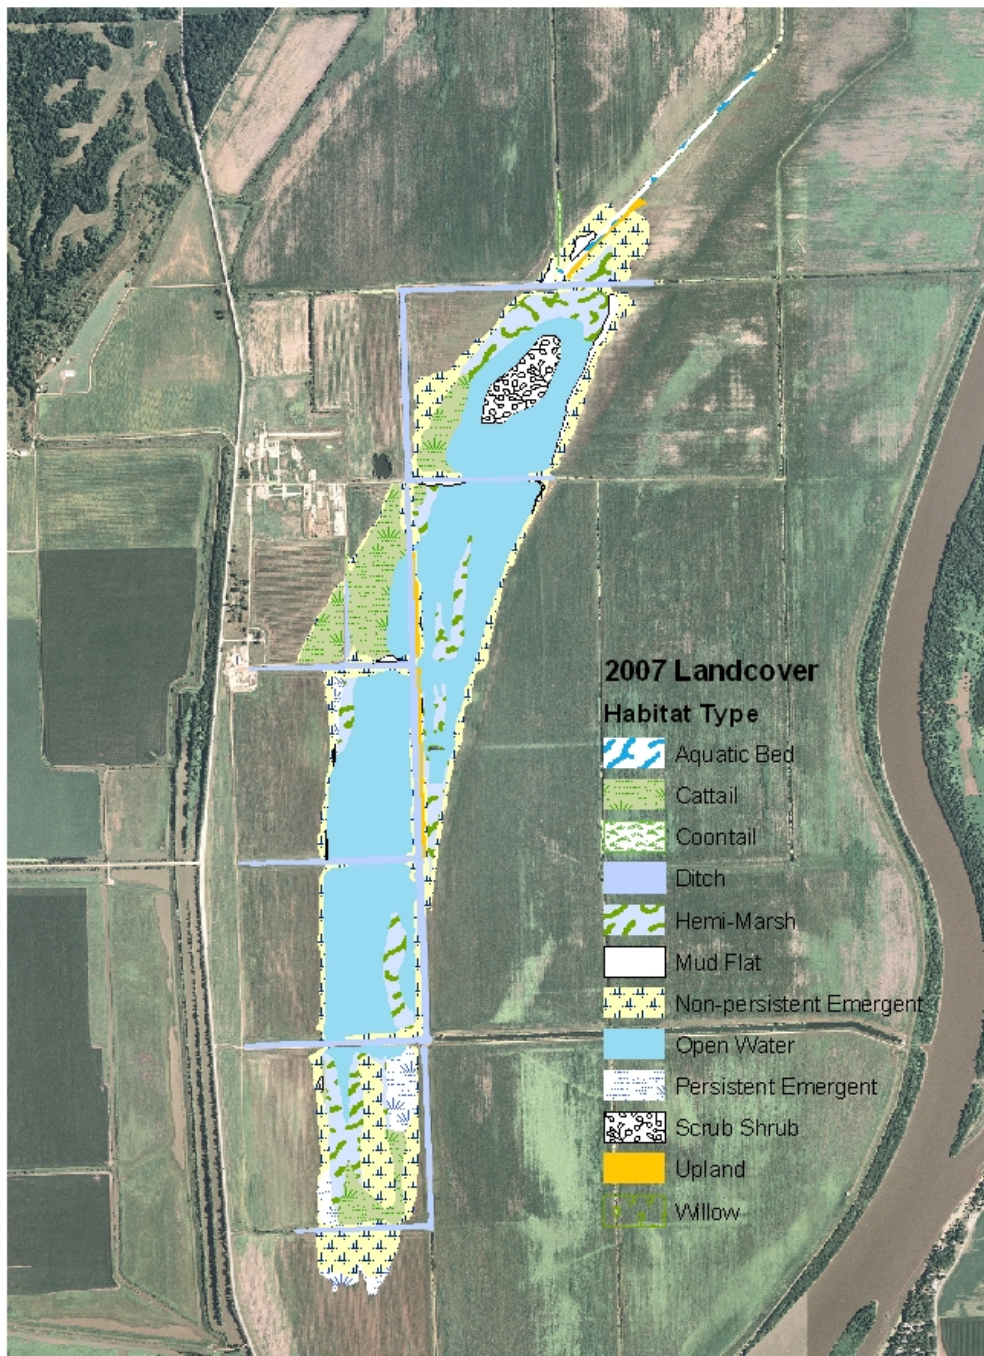 2007 Landcover
Habitat Type
Aquatic Bed
Cattail
Coontail
Ditch
Hemi-Marsh
Mud Flat
Non-persistent Emergent
Open Water
Persistent Emergent
Scrub Shrub
Upland
Willow